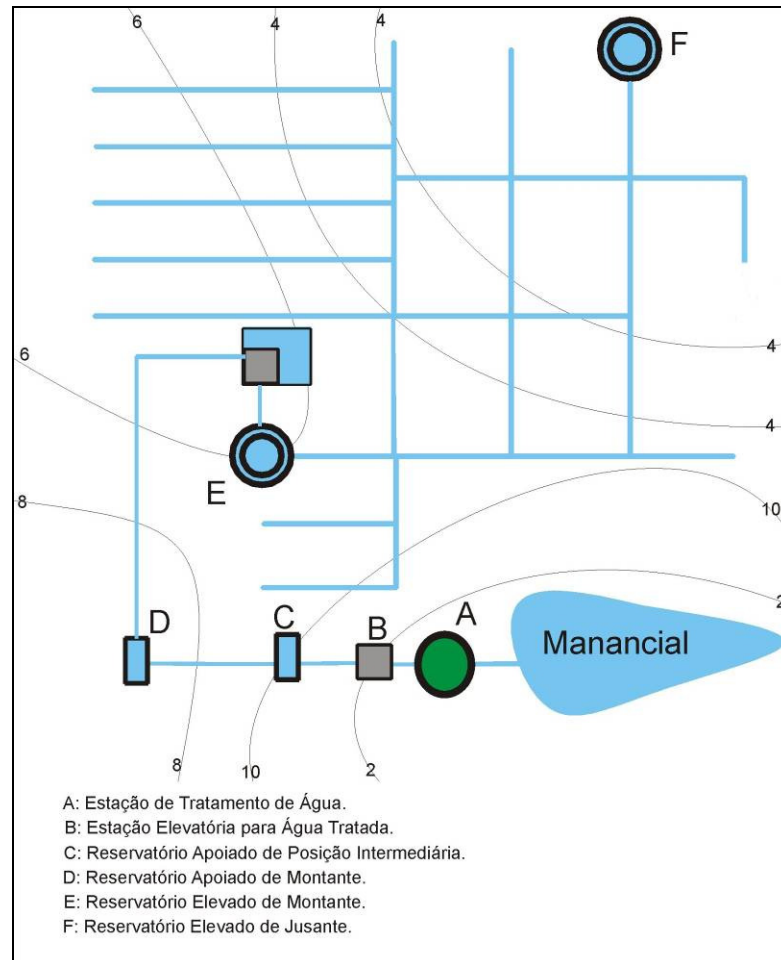 6
4
4
F
6
4
4
E
8
10
2
A
D
C
B
Manancial
8
10
2
A: Estação de Tratamento de Água.
B: Estação Elevatória para Água Tratada.
C: Reservatório Apoiado de Posição Intermediária.
D: Reservatório Apoiado de Montante.
E: Reservatório Elevado de Montante.
F: Reservatório Elevado de Jusante.